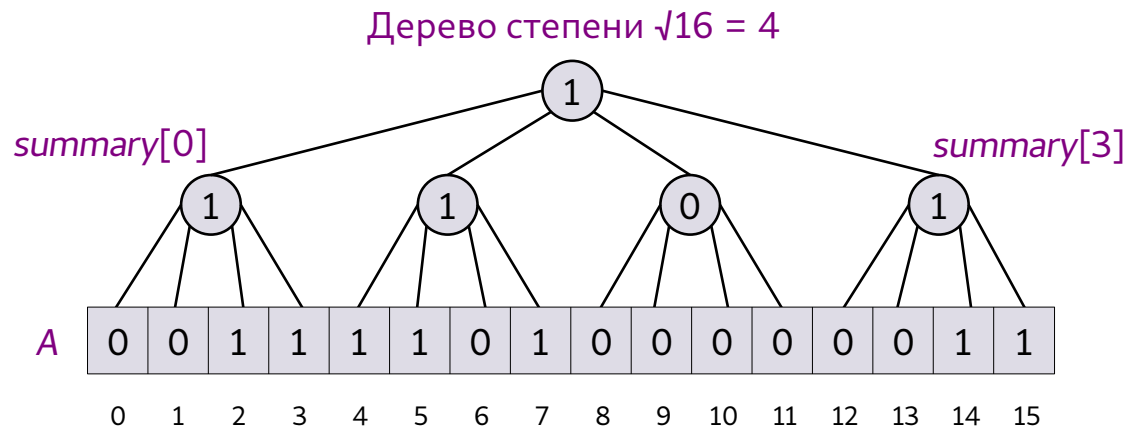 Дерево степени √16 = 4
1
summary[0] summary[3]
1 1 0 1
A 0 0 1 1 1 1 0 1 0 0 0 0 0 0 1 1
0 1 2 3 4 5 6 7 8 9 10 11 12 13 14 15